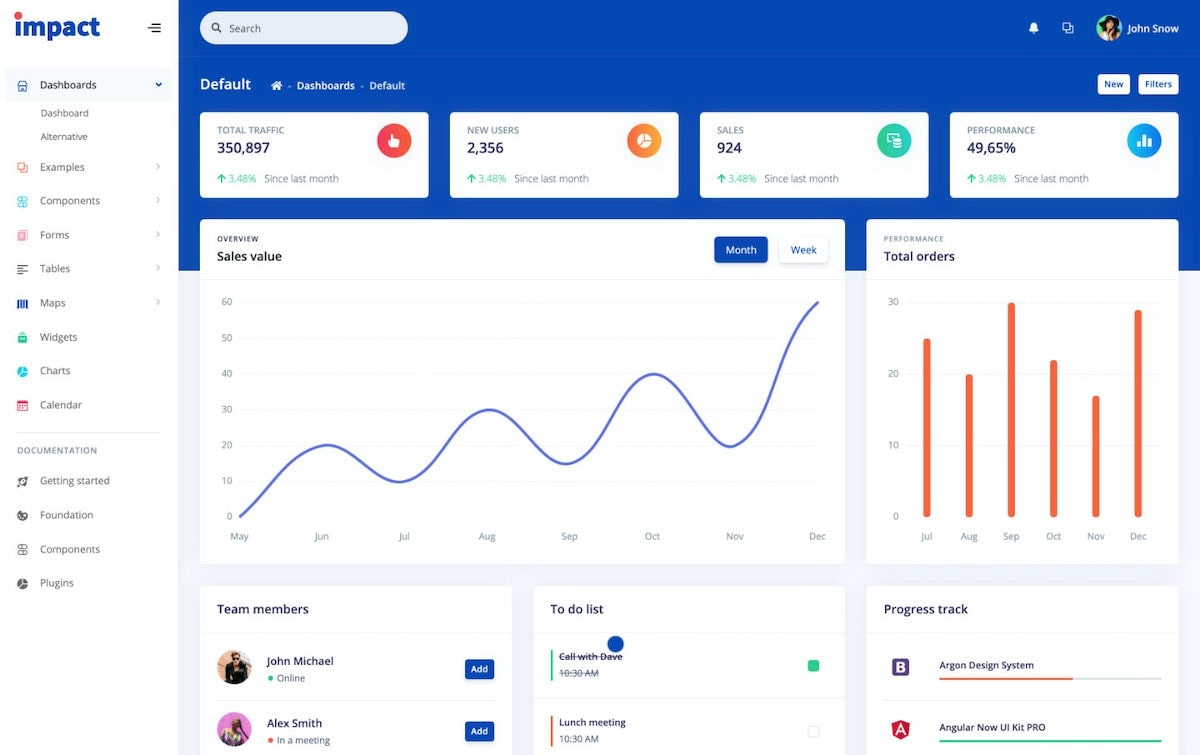 impact
Search
John Snow
Dashboards
Dashboard
Alternative
Examples
Components
Forms
Tables
Maps
Widgets
Charts
Calendar
DOCUMENTATION
Getting started
Foundation
Components
Plugins
Default
- Dashboards - Default
New
Filters
TOTAL TRAFFIC
350,897
3.48% Since last month
NEW USERS
2,356
3.48% Since last month
SALES
924
3.48% Since last month
PERFORMANCE
49,65%
3.48% Since last month
OVERVIEW
Sales value
Month
Week
60
50
40
30
20
10
0
May Jun Jul Aug Sep Oct Nov Dec
PERFORMANCE
Total orders
30
20
10
0
Jul Aug Sep Oct Nov Dec
Team members
John Michael
Online
Add
Alex Smith
In a meeting
Add
To do list
Call with Dave
10:30 AM
Lunch meeting
10:30 AM
Progress track
B
Argon Design System
A
Angular Now UI Kit PRO